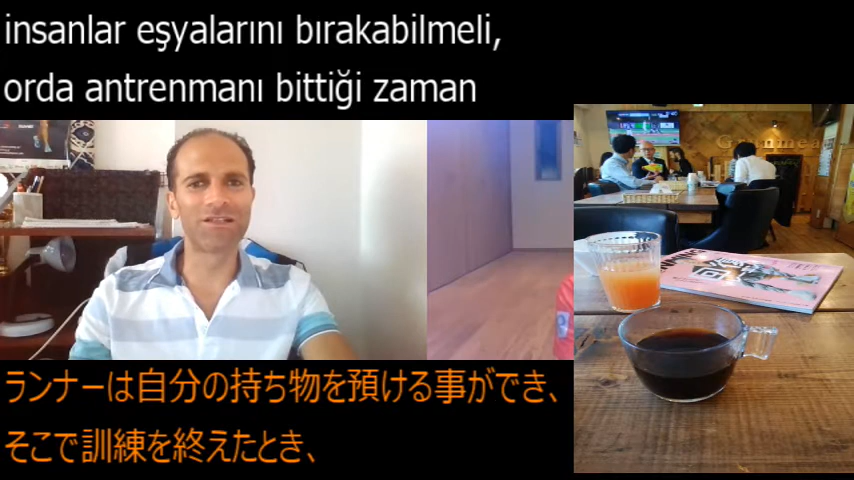 insanlar eşyalarını bırakabilmeli,
orda antrenmanı bittiği zaman
ランナーは自分の持ち物を預ける事ができ、
そこで訓練を終えたとき、